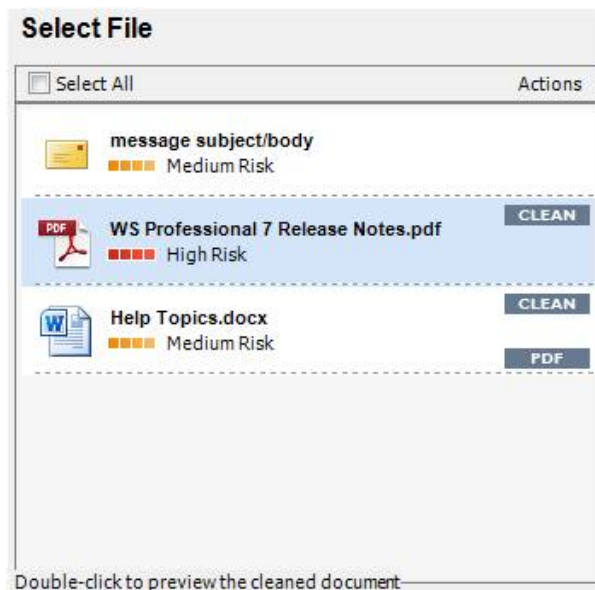 Select File
Select All Actions
message subject/body
Medium Risk
CLEAN
PDF WS Professional 7 Release Notes.pdf
High Risk
CLEAN
W Help Topics.docx
Medium Risk
PDF
Double-click to preview the cleaned document